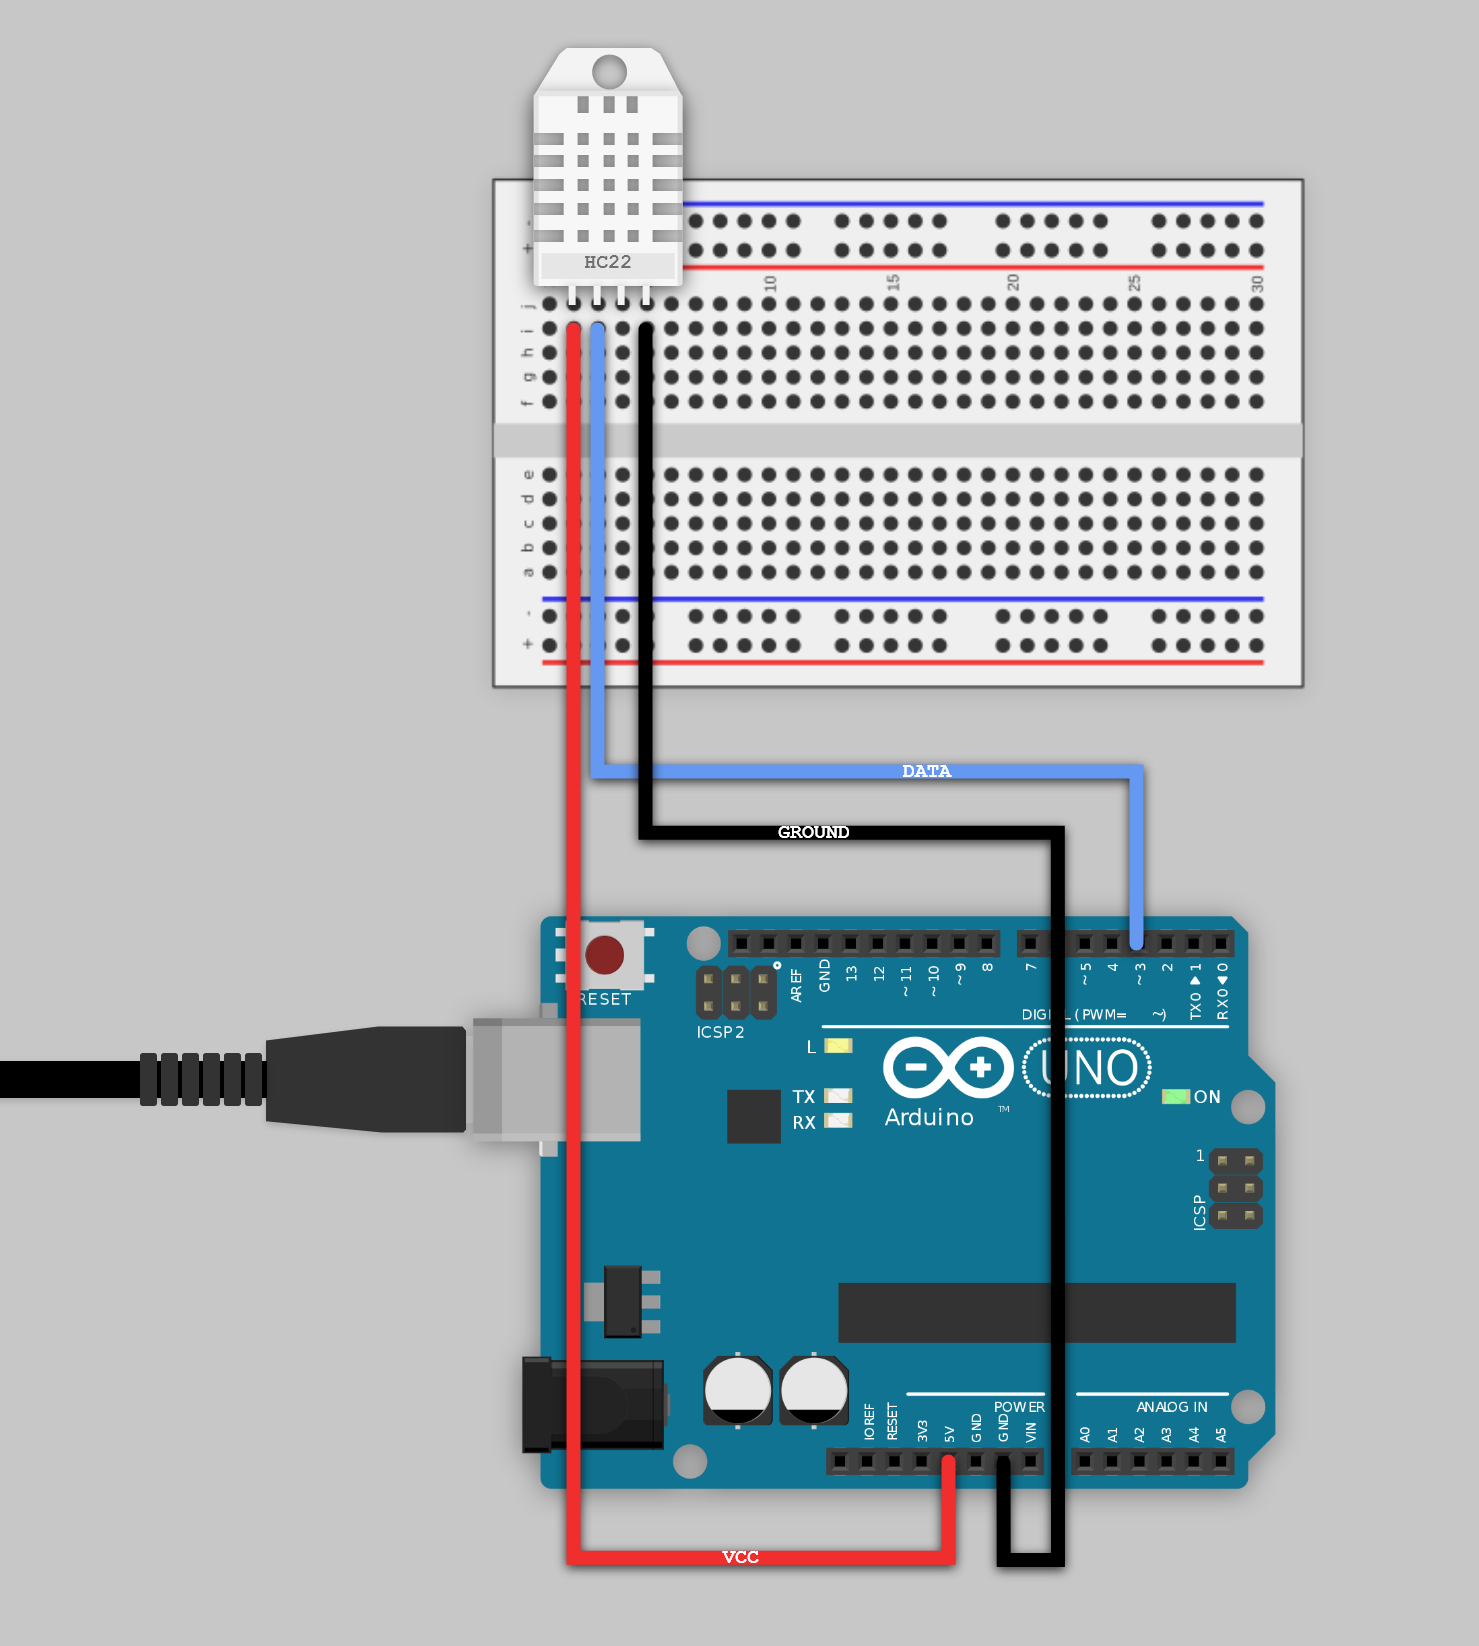 HC22
-
+
10 15 20 25 30
j
i
h
g
f
e
d
c
b
a
-
+
DATA
GROUND
RESET
AREF GND 13 12 ~11 ~10 ~9 8 7 ~5 4 ~3 2 TX0▶1 RX0◀0
ICSP2
DIGI L (PWM= ~)
L
UNO
TX
RX
Arduino
TM
ON
1
ICSP
POWER ANALOG IN
IOREF RESET 3V3 5V GND GND VIN A0 A1 A2 A3 A4 A5
VCC